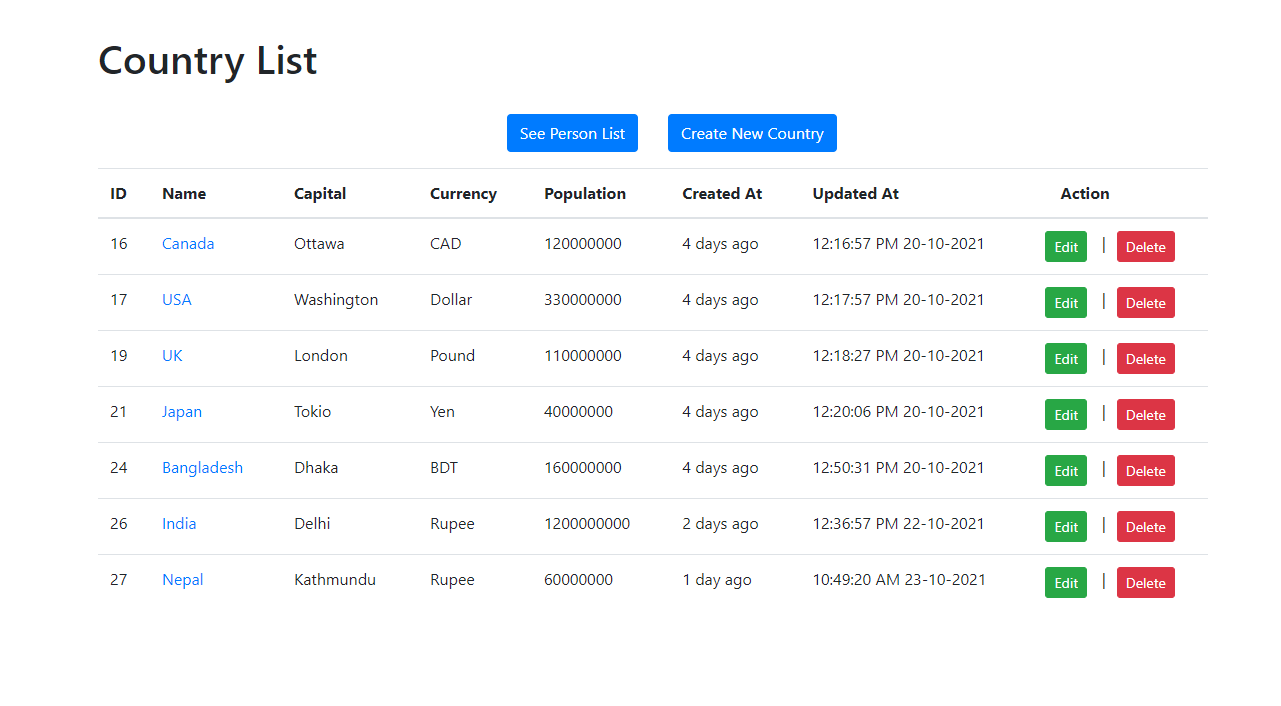 Country List
See Person List Create New Country
ID Name Capital Currency Population Created At Updated At Action
16 Canada Ottawa CAD 120000000 4 days ago 12:16:57 PM 20-10-2021 Edit | Delete
17 USA Washington Dollar 330000000 4 days ago 12:17:57 PM 20-10-2021 Edit | Delete
19 UK London Pound 110000000 4 days ago 12:18:27 PM 20-10-2021 Edit | Delete
21 Japan Tokio Yen 40000000 4 days ago 12:20:06 PM 20-10-2021 Edit | Delete
24 Bangladesh Dhaka BDT 160000000 4 days ago 12:50:31 PM 20-10-2021 Edit | Delete
26 India Delhi Rupee 1200000000 2 days ago 12:36:57 PM 22-10-2021 Edit | Delete
27 Nepal Kathmundu Rupee 60000000 1 day ago 10:49:20 AM 23-10-2021 Edit | Delete